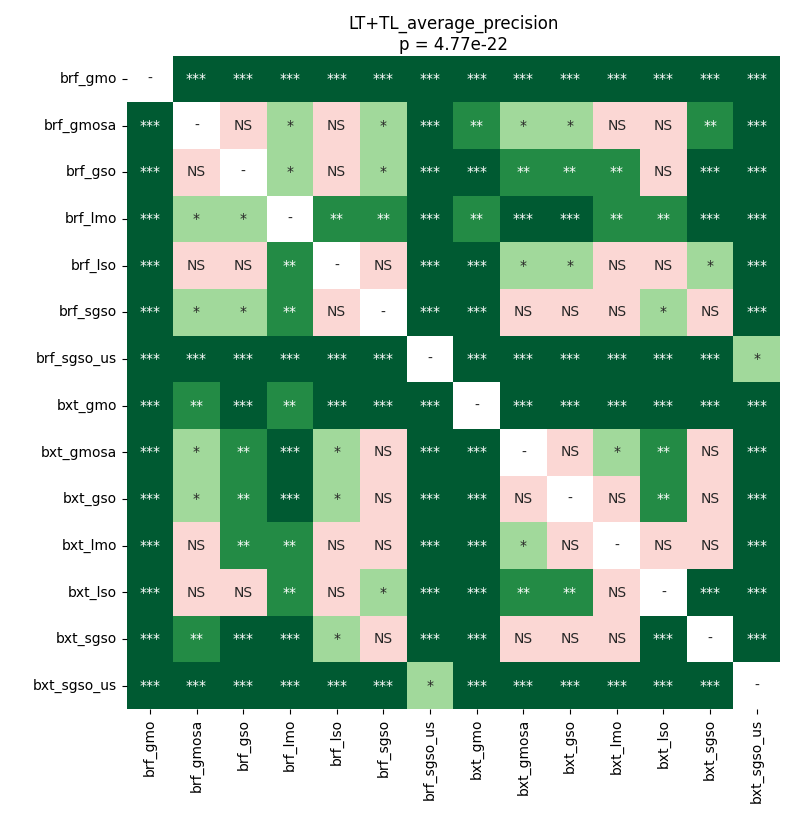 LT+TL_average_precision
p = 4.77e-22
brf_gmo - *** *** *** *** *** *** *** *** *** *** *** *** ***
brf_gmosa *** - NS * NS * *** ** * * NS NS ** ***
brf_gso *** NS - * NS * *** *** ** ** ** NS *** ***
brf_lmo *** * * - ** ** *** ** *** *** ** ** *** ***
brf_lso *** NS NS ** - NS *** *** * * NS NS * ***
brf_sgso *** * * ** NS - *** *** NS NS NS * NS ***
brf_sgso_us *** *** *** *** *** *** - *** *** *** *** *** *** *
bxt_gmo *** ** *** ** *** *** *** - *** *** *** *** *** ***
bxt_gmosa *** * ** *** * NS *** *** - NS * ** NS ***
bxt_gso *** * ** *** * NS *** *** NS - NS ** NS ***
bxt_lmo *** NS ** ** NS NS *** *** * NS - NS NS ***
bxt_lso *** NS NS ** NS * *** *** ** ** NS - *** ***
bxt_sgso *** ** *** *** * NS *** *** NS NS NS *** - ***
bxt_sgso_us *** *** *** *** *** *** * *** *** *** *** *** *** -
brf_gmo brf_gmosa brf_gso brf_lmo brf_lso brf_sgso brf_sgso_us bxt_gmo bxt_gmosa bxt_gso bxt_lmo bxt_lso bxt_sgso bxt_sgso_us